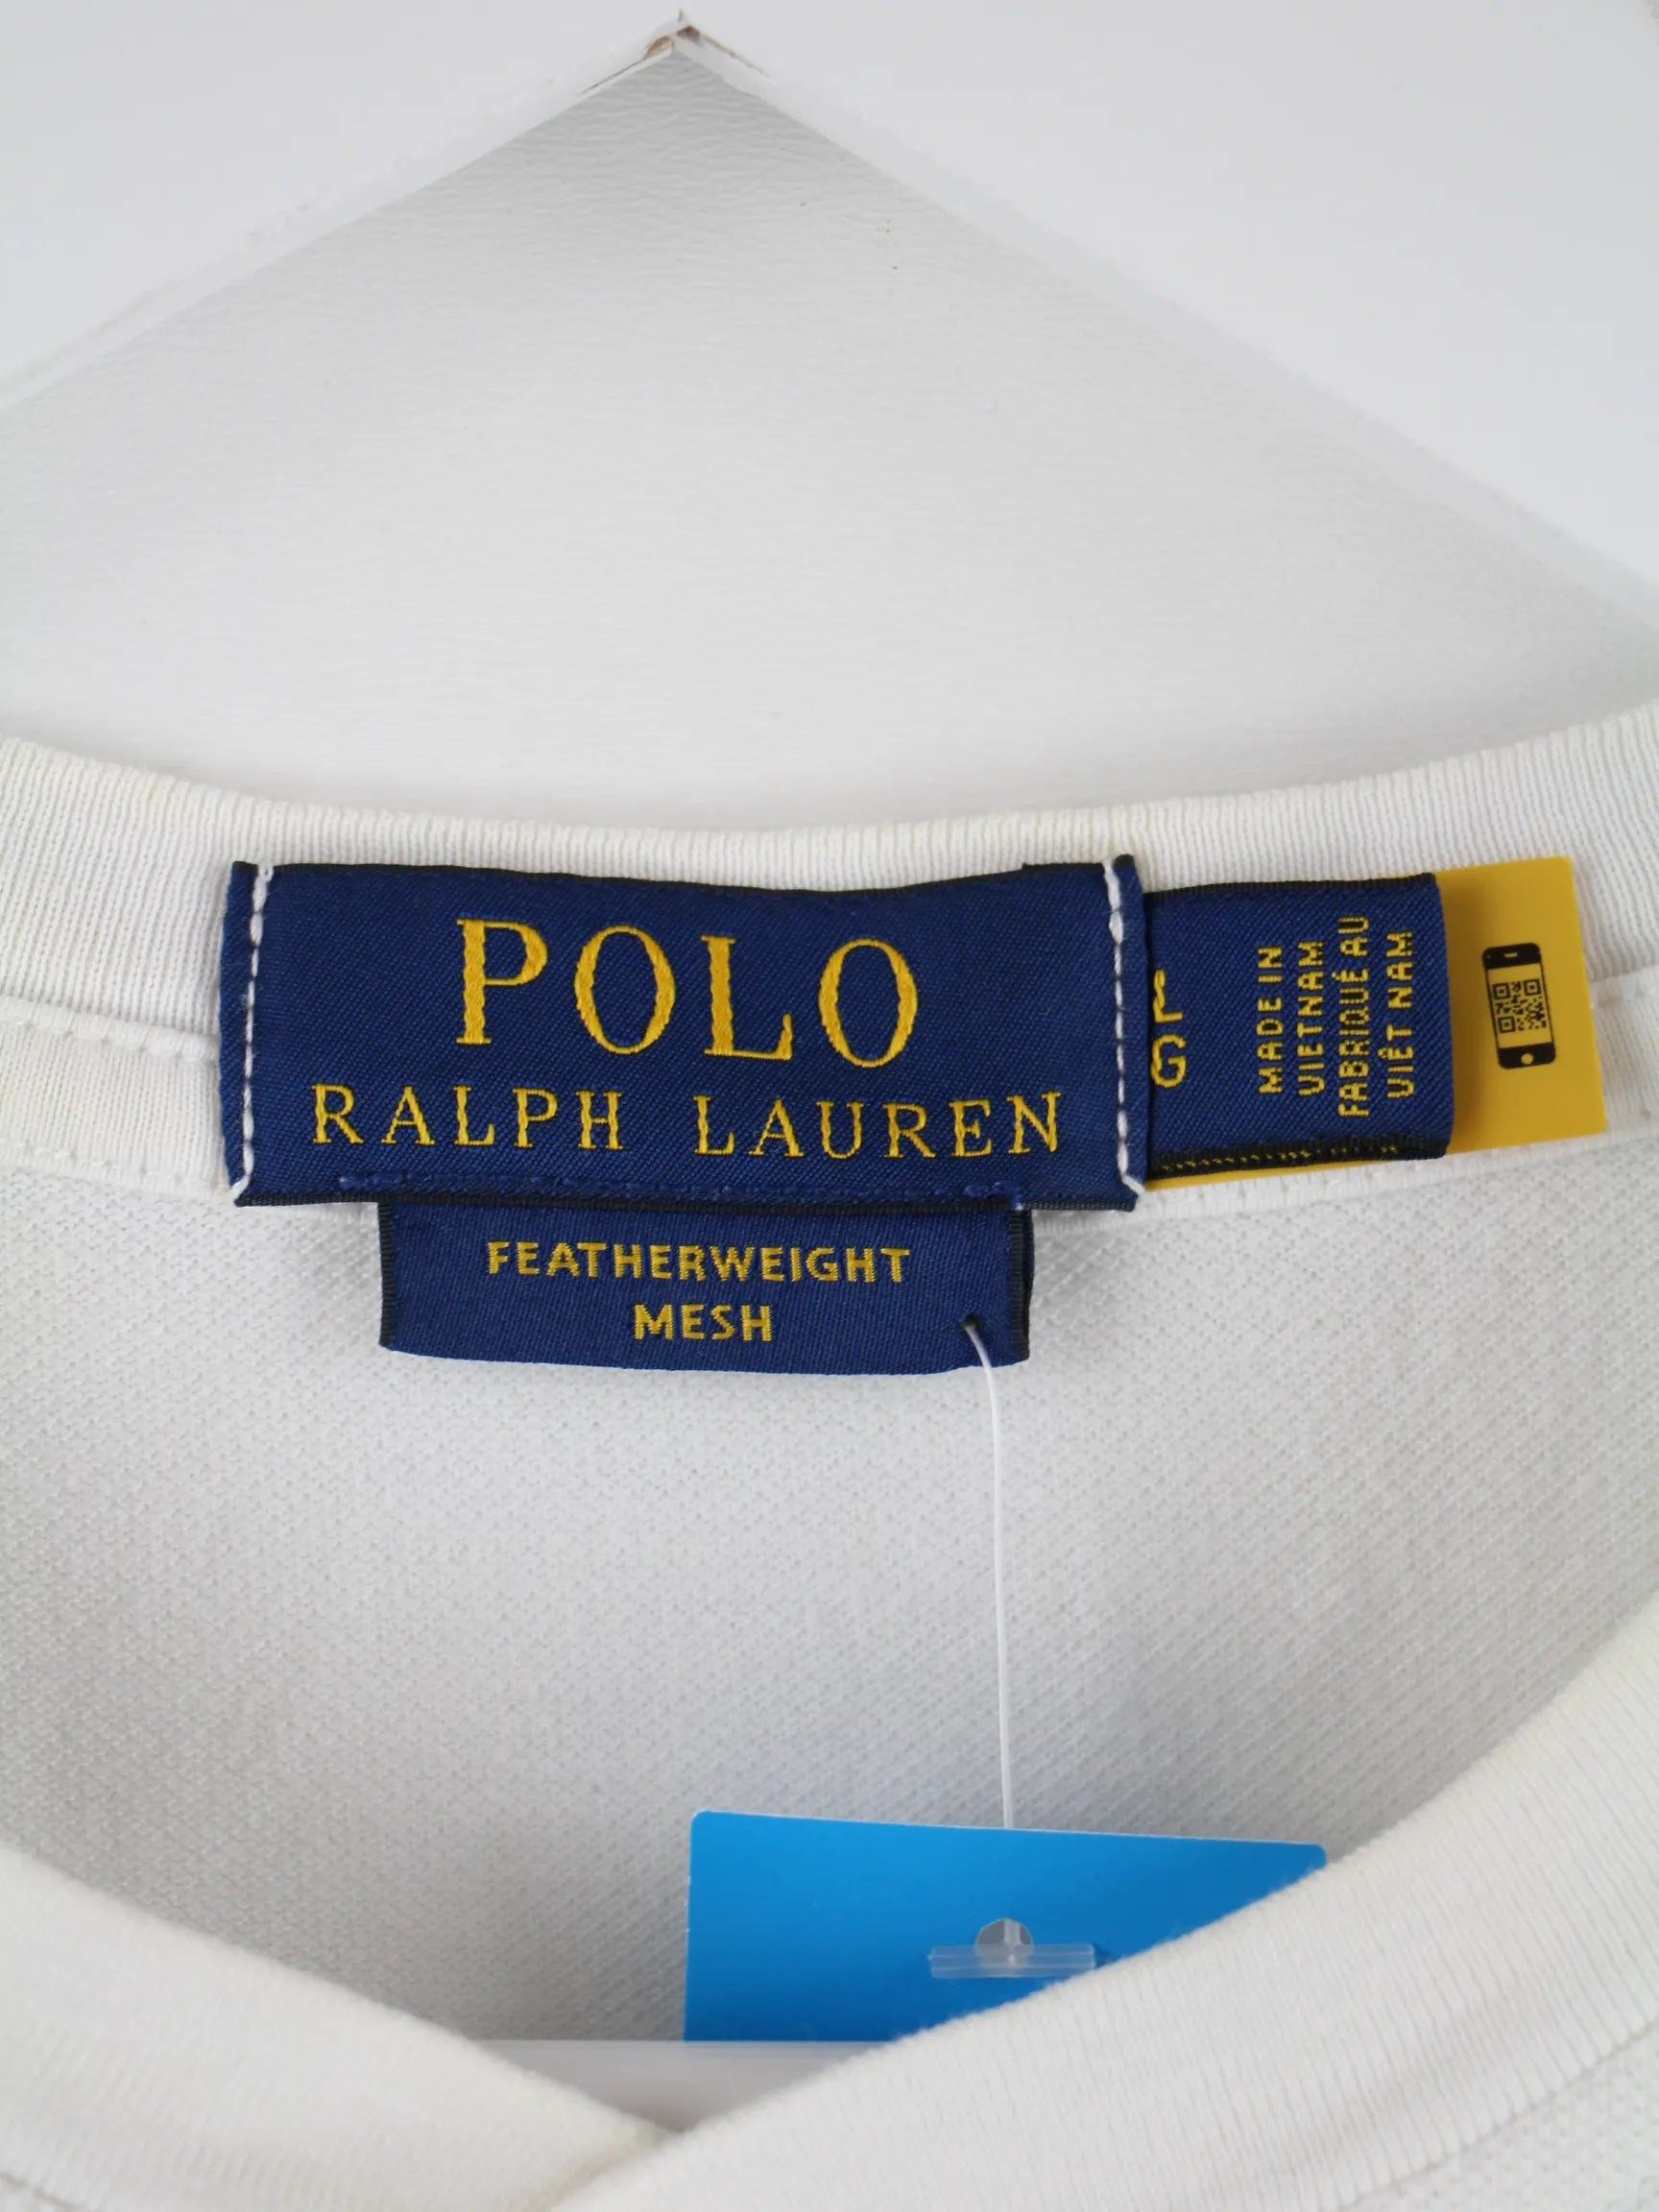 POLO
RALPH LAUREN
FEATHERWEIGHT
MESH
G
MADE IN
VIETNAM
FABRIQUÉ AU
VIÊT NAM